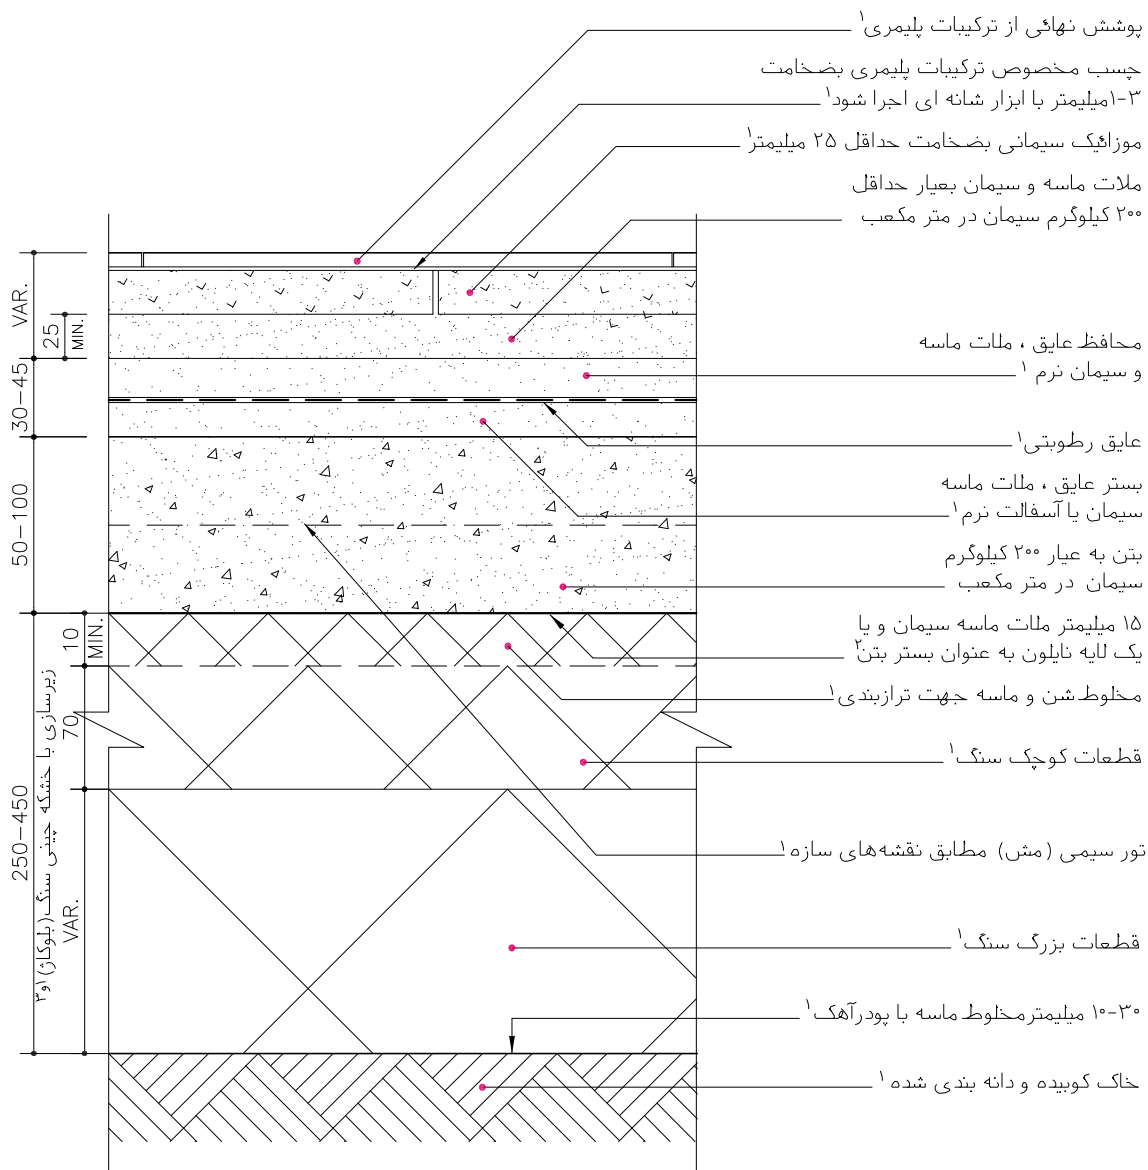 پوشش نهائی از ترکیبات پلیمری۱
چسب مخصوص ترکیبات پلیمری بضخامت
۱-۳میلیمتر با ابزار شانه ای اجرا شود۱
موزائیک سیمانی بضخامت حداقل ۲۵ میلیمتر۱
ملات ماسه و سیمان بعیار حداقل
۲۰۰ کیلوگرم سیمان در متر مکعب
محافظ عایق ، ملات ماسه
و سیمان نرم ۱
عایق رطوبتی۱
بستر عایق ، ملات ماسه
سیمان یا آسفالت نرم۱
بتن به عیار ۲۰۰ کیلوگرم
سیمان در متر مکعب
۱۵ میلیمتر ملات ماسه سیمان و یا
یک لایه نایلون به عنوان بستر بتن۲
مخلوط شن و ماسه جهت ترازبندی۱
قطعات کوچک سنگ۱
تور سیمی (مش) مطابق نقشه‌های سازه۱
قطعات بزرگ سنگ۱
۱۰-۳۰ میلیمترمخلوط ماسه با پودرآهک۱
خاک کوبیده و دانه بندی شده ۱
VAR.
25
MIN.
30-45
50-100
10
MIN.
70
250-450
زیرسازی با خشکه چینی سنگ(بلوکاژ)۱و۳
VAR.